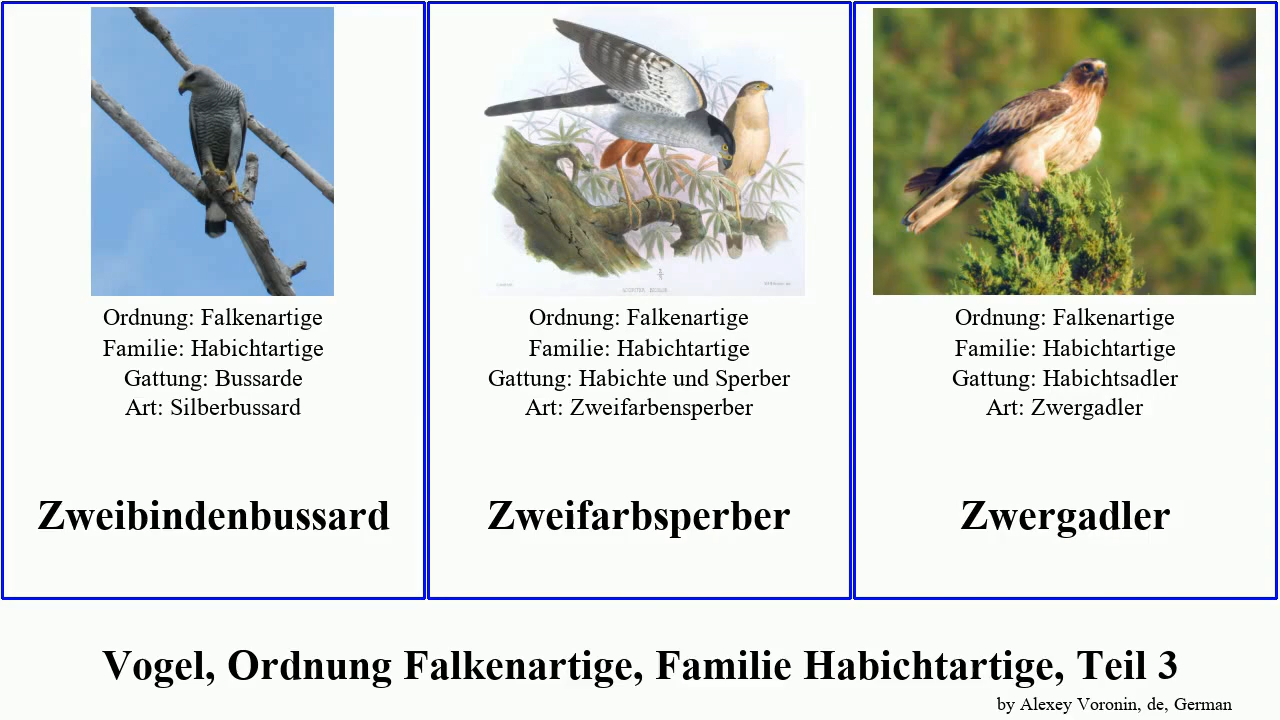 Ordnung: Falkenartige
Familie: Habichtartige
Gattung: Bussarde
Art: Silberbussard
Zweibindenbussard
Ordnung: Falkenartige
Familie: Habichtartige
Gattung: Habichte und Sperber
Art: Zweifarbensperber
Zweifarbsperber
Ordnung: Falkenartige
Familie: Habichtartige
Gattung: Habichtsadler
Art: Zwergadler
Zwergadler
Vogel, Ordnung Falkenartige, Familie Habichtartige, Teil 3
by Alexey Voronin, de, German